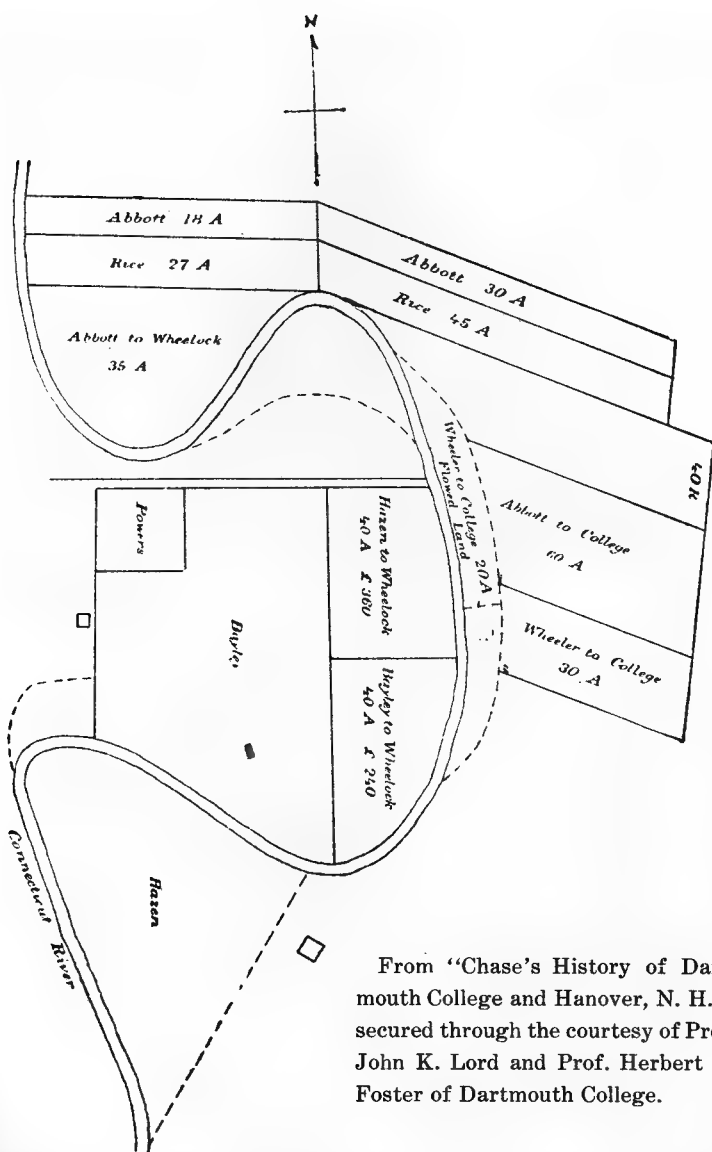 N
Abbott 18 A
Rice 27 A
Abbott to Wheelock
35 A
Abbott 30 A
Rice 45 A
40 R
Wheeler to College 20 A
Flowed Land
Abbott to College
60 A
Wheeler to College
30 A
Powers
Bayley
Hazen to Wheelock
40 A £ 360
Bayley to Wheelock
40 A £ 240
Connecticut River
Hazen
From “Chase's History of Dar
mouth College and Hanover, N. H.
secured through the courtesy of Pro
John K. Lord and Prof. Herbert
Foster of Dartmouth College.